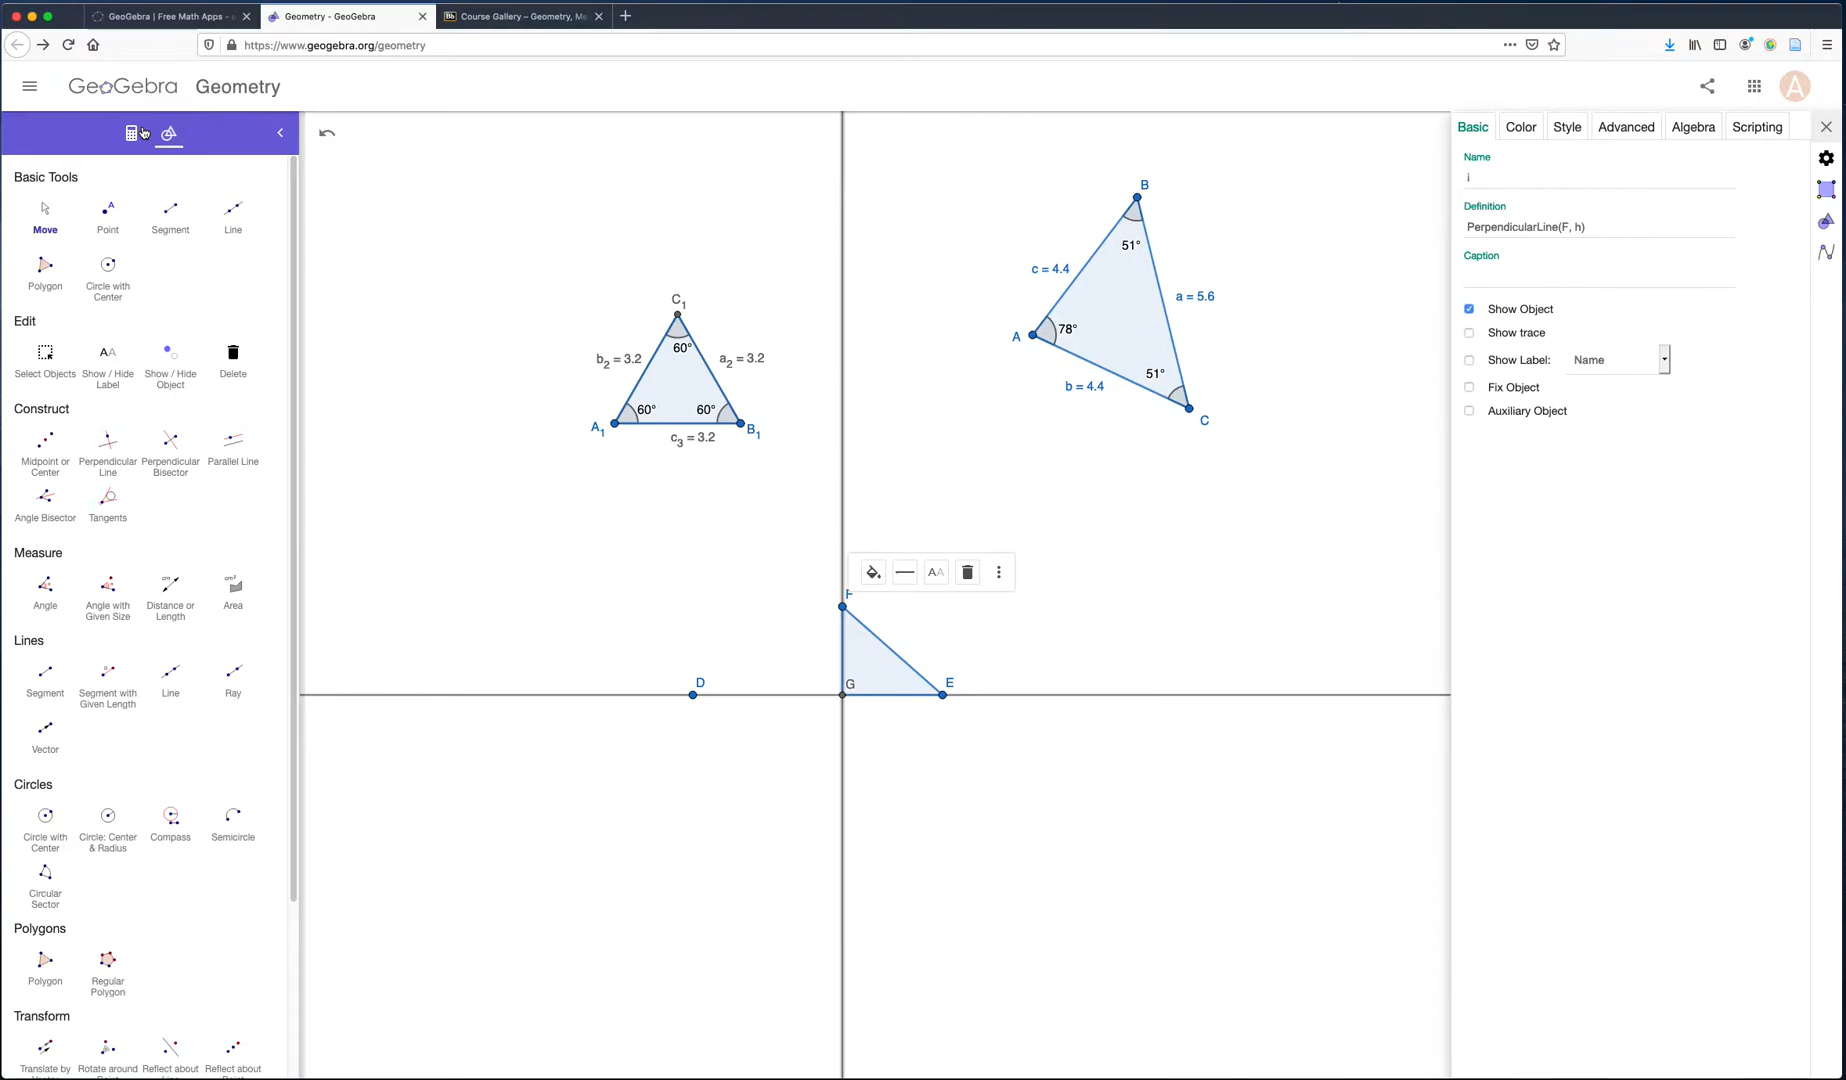 GeoGebra | Free Math Apps -
Geometry - GeoGebra
Bb Course Gallery – Geometry, Me
https://www.geogebra.org/geometry
GeoGebra Geometry
A
Basic Tools
Move Point Segment Line
Polygon Circle with Center
Edit
Select Objects Show / Hide Label Show / Hide Object Delete
Construct
Midpoint or Center Perpendicular Line Perpendicular Bisector Parallel Line
Angle Bisector Tangents
Measure
Angle Angle with Given Size Distance or Length Area
Lines
Segment Segment with Given Length Line Ray
Vector
Circles
Circle with Center Circle: Center & Radius Compass Semicircle
Circular Sector
Polygons
Polygon Regular Polygon
Transform
Translate by Rotate around Reflect about Reflect about
C1
b2 = 3.2
60°
a2 = 3.2
60°
60°
A1
c3 = 3.2
B1
B
51°
c = 4.4
a = 5.6
A
78°
51°
b = 4.4
C
AA
F
D
G
E
Basic Color Style Advanced Algebra Scripting
Name
i
Definition
PerpendicularLine(F, h)
Caption
Show Object
Show trace
Show Label: Name
Fix Object
Auxiliary Object